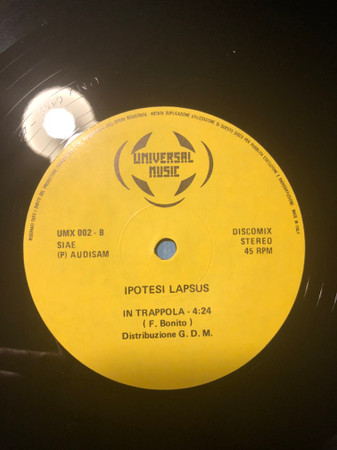 UNIVERSAL
MUSIC
UMX 002 - B
SIAE
(P) AUDISAM
DISCOMIX
STEREO
45 RPM
IPOTESI LAPSUS
IN TRAPPOLA - 4:24
( F. Bonito )
Distribuzione G. D. M.